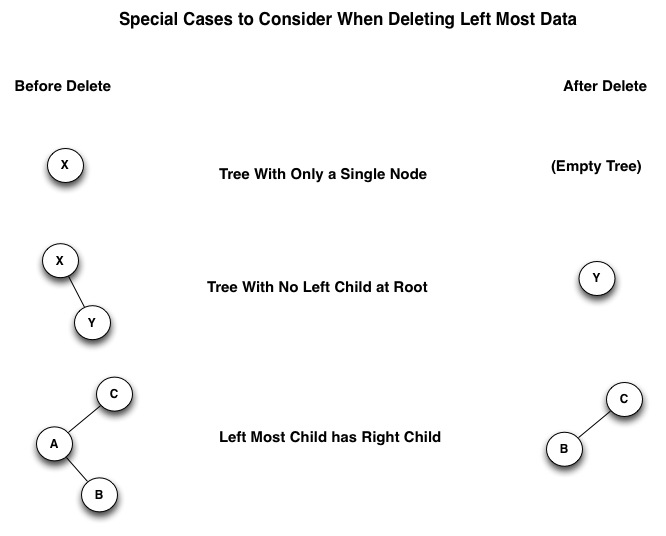 Special Cases to Consider When Deleting Left Most Data
Before Delete
After Delete
X
Tree With Only a Single Node
(Empty Tree)
X
Y
Tree With No Left Child at Root
Y
C
A
B
Left Most Child has Right Child
C
B